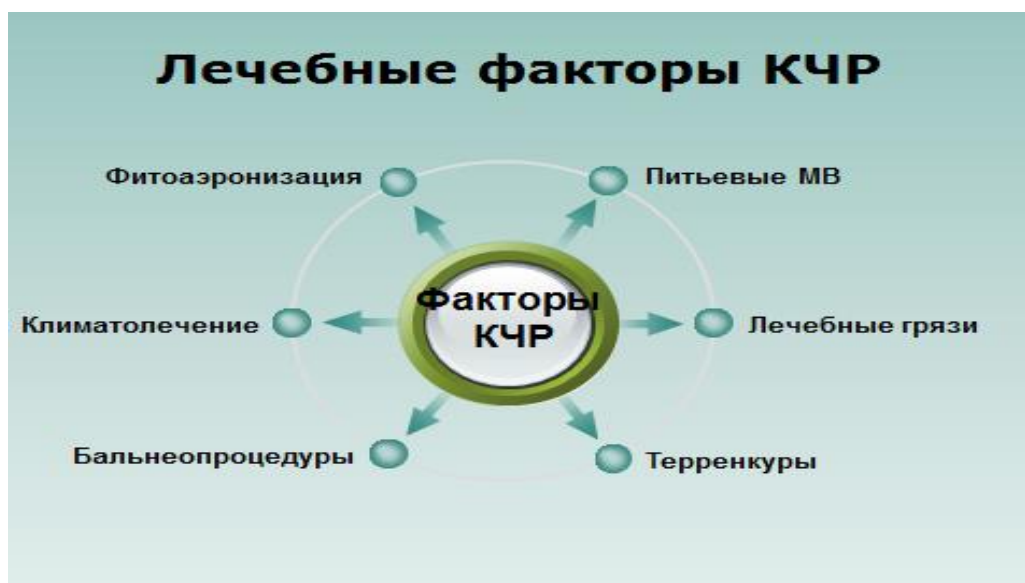 Лечебные факторы КЧР
Фитоаэронизация
Питьевые МВ
Факторы
КЧР
Климатолечение
Лечебные грязи
Бальнеопроцедуры
Терренкуры